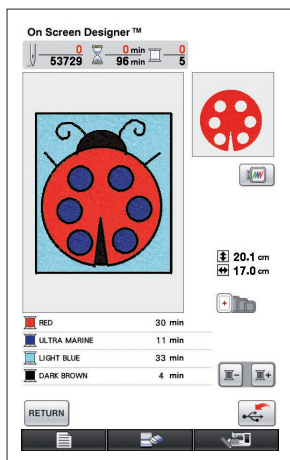 On Screen Designer™
0 0 min 0
53729 96 min 5
20.1 cm
17.0 cm
RED 30 min
ULTRA MARINE 11 min
LIGHT BLUE 33 min
DARK BROWN 4 min
RETURN